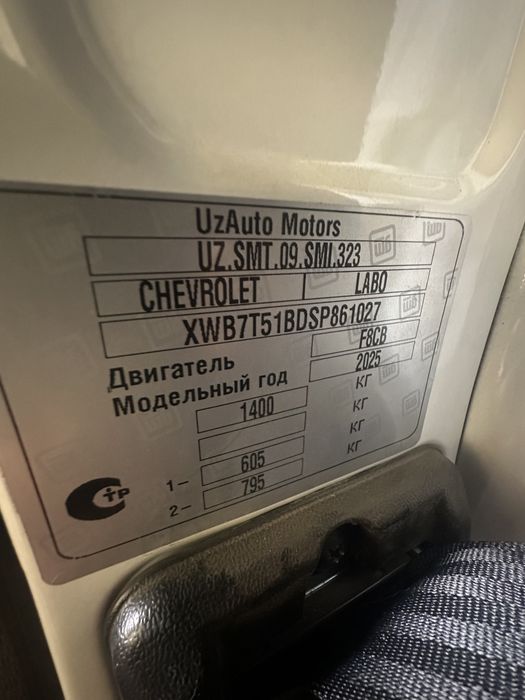 UzAuto Motors
UZ.SMT.09.SMI.323
CHEVROLET LABO
XWB7T51BDSP861027
Двигатель F8CB
Модельный год 2025
1400 кг
кг
1- 605 кг
2- 795 кг
СТР